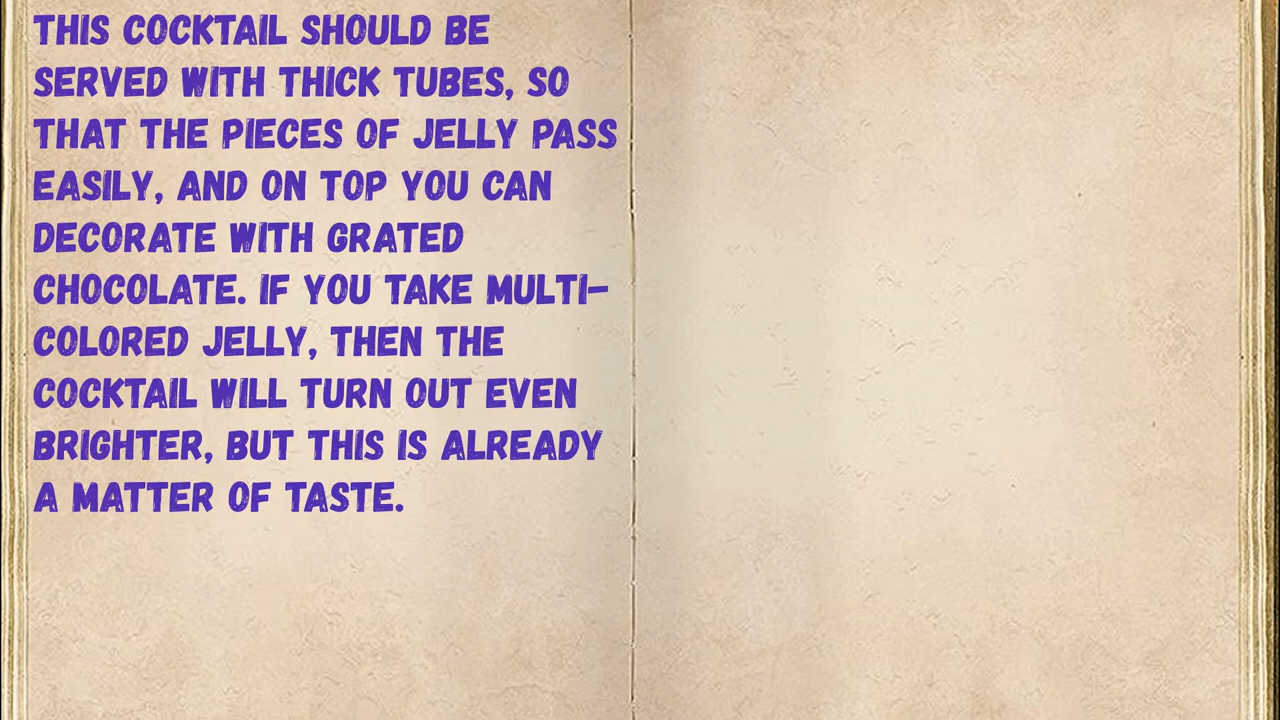 THIS COCKTAIL SHOULD BE
SERVED WITH THICK TUBES, SO
THAT THE PIECES OF JELLY PASS
EASILY, AND ON TOP YOU CAN
DECORATE WITH GRATED
CHOCOLATE. IF YOU TAKE MULTI-
COLORED JELLY, THEN THE
COCKTAIL WILL TURN OUT EVEN
BRIGHTER, BUT THIS IS ALREADY
A MATTER OF TASTE.